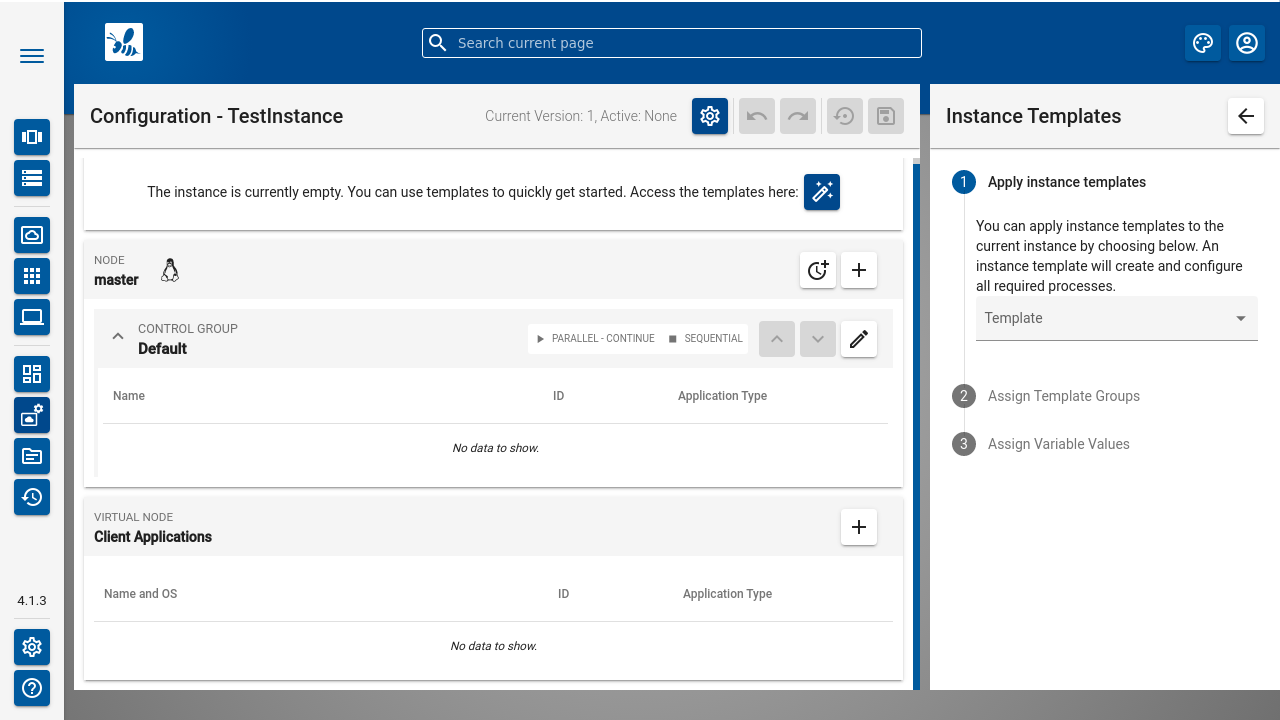 Search current page
Configuration - TestInstance
Current Version: 1, Active: None
Instance Templates
The instance is currently empty. You can use templates to quickly get started. Access the templates here:
NODE
master
CONTROL GROUP
Default
PARALLEL - CONTINUE
SEQUENTIAL
Name
ID
Application Type
No data to show.
VIRTUAL NODE
Client Applications
Name and OS
ID
Application Type
No data to show.
1
Apply instance templates
You can apply instance templates to the
current instance by choosing below. An
instance template will create and configure
all required processes.
Template
2
Assign Template Groups
3
Assign Variable Values
4.1.3